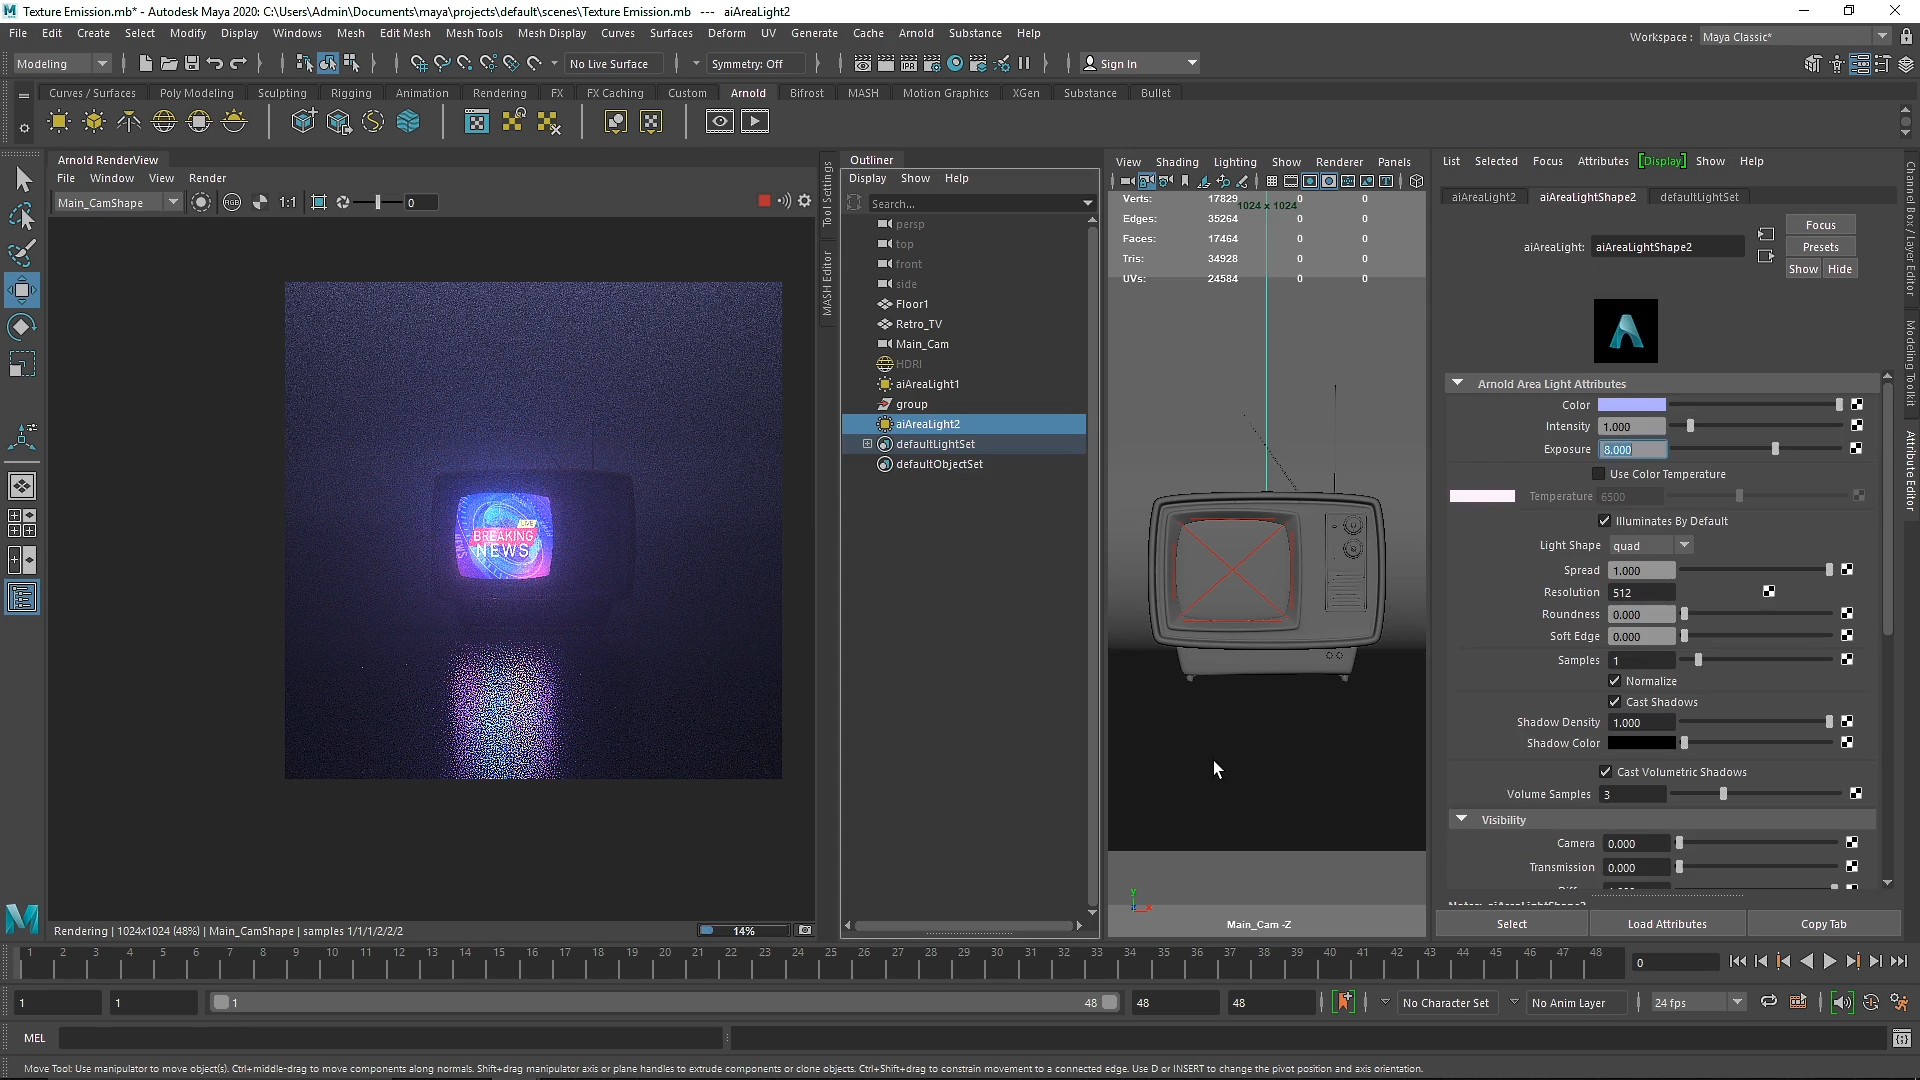 Texture Emission.mb* - Autodesk Maya 2020: C:\Users\Admin\Documents\maya\projects\default\scenes\Texture Emission.mb --- aiAreaLight2
File Edit Create Select Modify Display Windows Mesh Edit Mesh Mesh Tools Mesh Display Curves Surfaces Deform UV Generate Cache Arnold Substance Help
Workspace : Maya Classic*
Modeling No Live Surface Symmetry: Off Sign In
Curves / Surfaces Poly Modeling Sculpting Rigging Animation Rendering FX FX Caching Custom Arnold Bifrost MASH Motion Graphics XGen Substance Bullet
Arnold RenderView
File Window View Render
Main_CamShape RGB 1:1 0
LIVE
BREAKING
NEWS
Rendering | 1024x1024 (48%) | Main_CamShape | samples 1/1/1/2/2/2
14%
Tool Settings
MASH Editor
Outliner
Display Show Help
Search...
persp
top
front
side
Floor1
Retro_TV
Main_Cam
HDRI
aiAreaLight1
group
aiAreaLight2
defaultLightSet
defaultObjectSet
View Shading Lighting Show Renderer Panels
Verts: 17829 0 0
1024 x 1024
Edges: 35264 0 0
Faces: 17464 0 0
Tris: 34928 0 0
UVs: 24584 0 0
y
x
Main_Cam -Z
List Selected Focus Attributes [Display] Show Help
aiAreaLight2 aiAreaLightShape2 defaultLightSet
aiAreaLight: aiAreaLightShape2
Focus
Presets
Show Hide
Arnold Area Light Attributes
Color
Intensity 1.000
Exposure 8.000
Use Color Temperature
Temperature 6500
Illuminates By Default
Light Shape quad
Spread 1.000
Resolution 512
Roundness 0.000
Soft Edge 0.000
Samples 1
Normalize
Cast Shadows
Shadow Density 1.000
Shadow Color
Cast Volumetric Shadows
Volume Samples 3
Visibility
Camera 0.000
Transmission 0.000
Select Load Attributes Copy Tab
Channel Box / Layer Editor
Modeling Toolkit
Attribute Editor
1 2 3 4 5 6 7 8 9 10 11 12 13 14 15 16 17 18 19 20 21 22 23 24 25 26 27 28 29 30 31 32 33 34 35 36 37 38 39 40 41 42 43 44 45 46 47 48
0
1 1 1 48 48 48 No Character Set No Anim Layer 24 fps
MEL
Move Tool: Use manipulator to move object(s). Ctrl+middle-drag to move components along normals. Shift+drag manipulator axis or plane handles to extrude components or clone objects. Ctrl+Shift+drag to constrain movement to a connected edge. Use D or INSERT to change the pivot position and axis orientation.